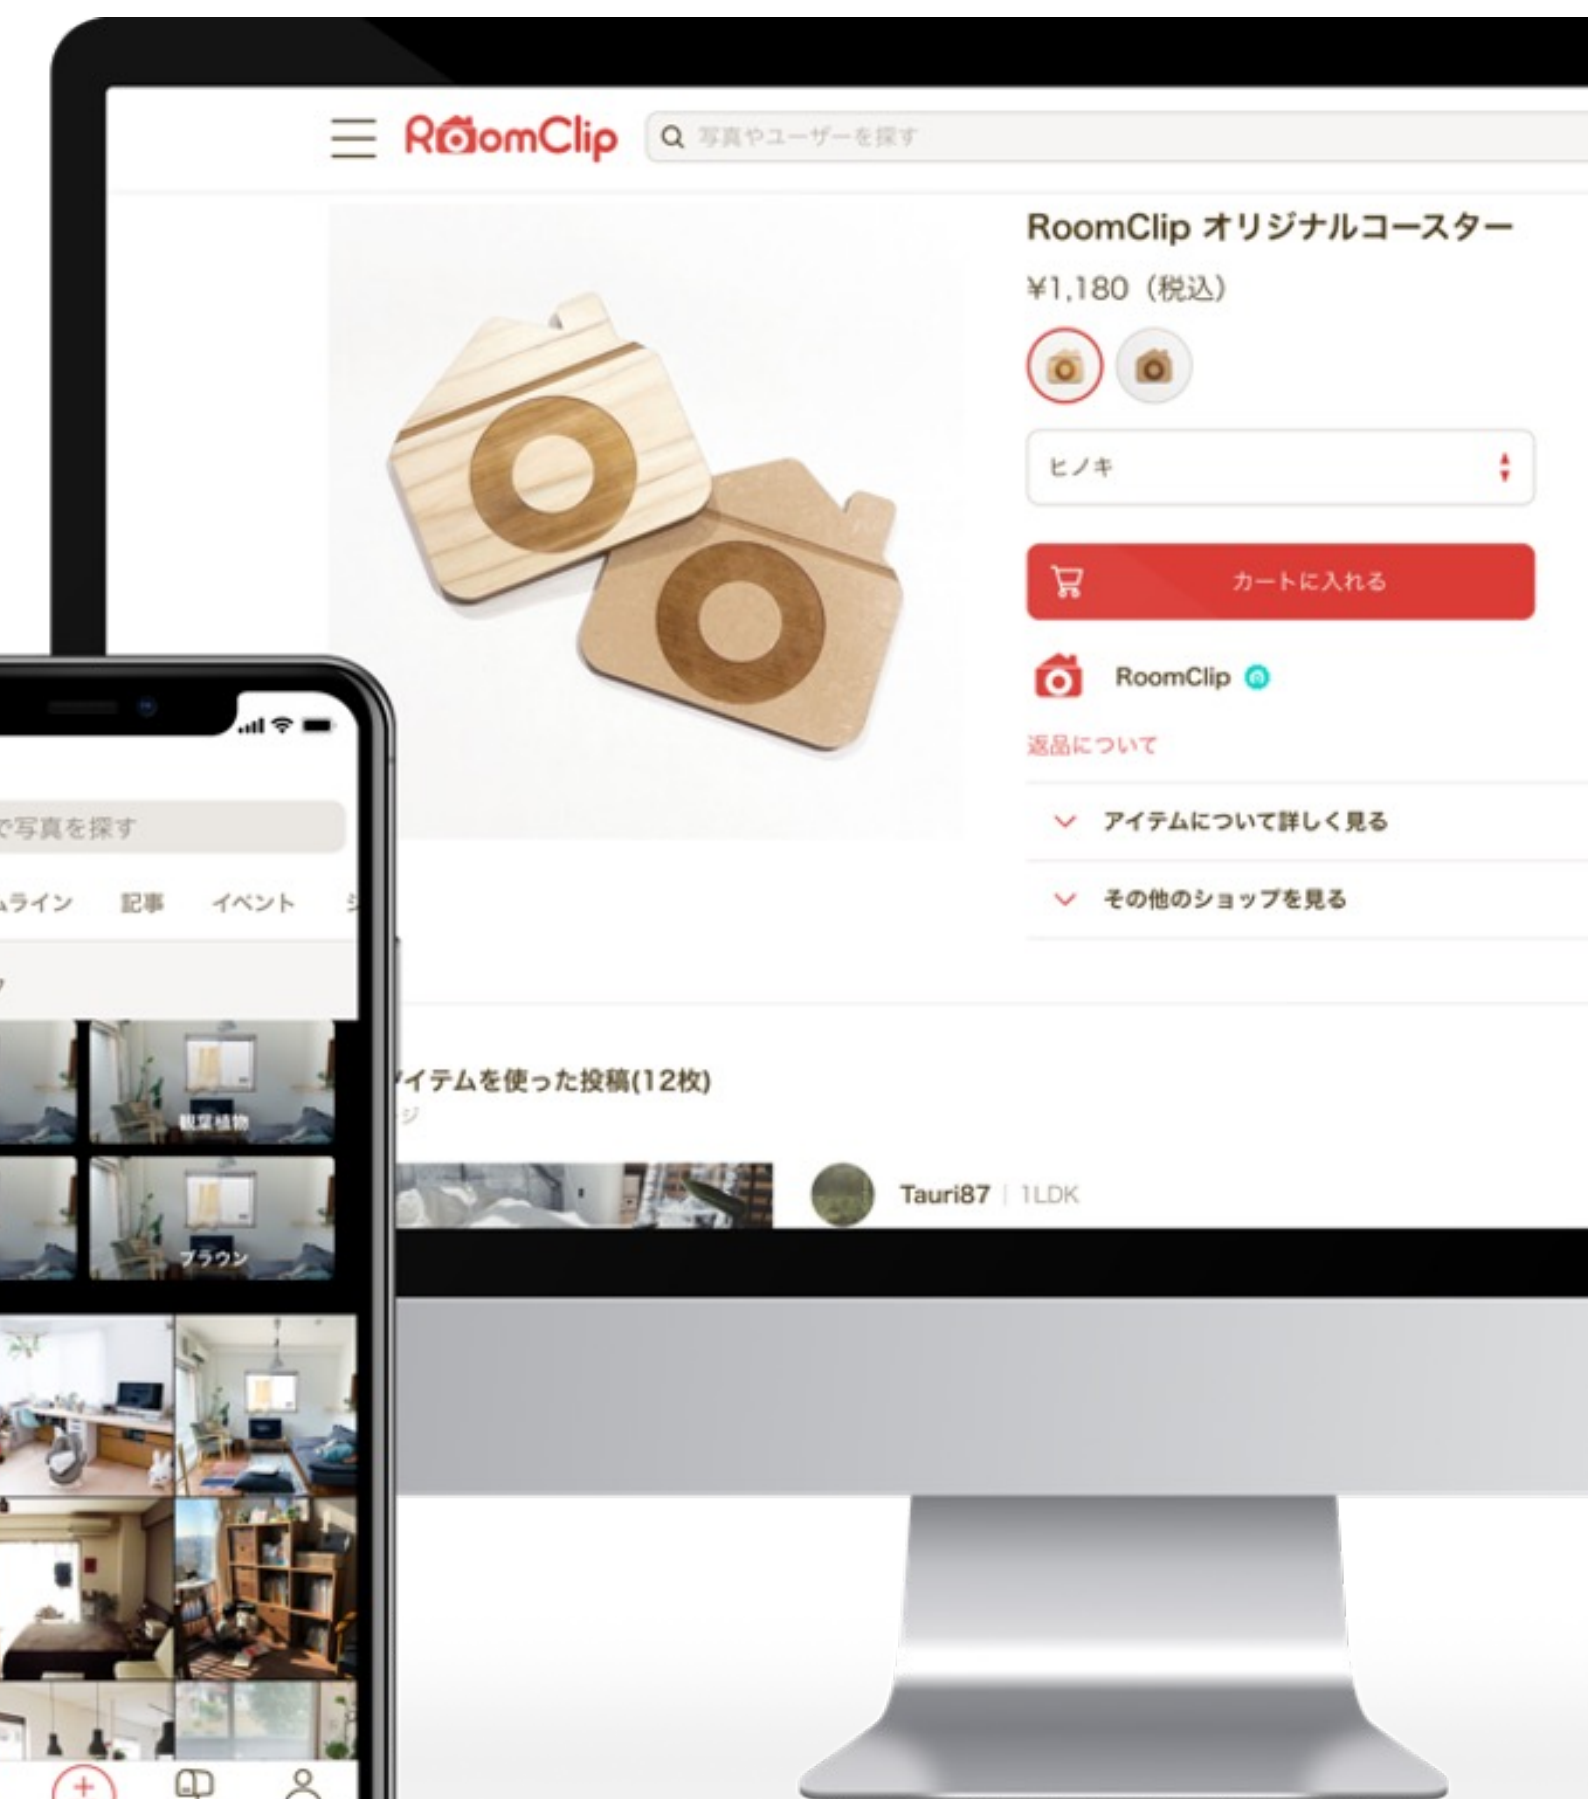 RoomClip
写真やユーザーを探す
RoomClip オリジナルコースター
¥1,180（税込）
ヒノキ
カートに入れる
RoomClip
返品について
アイテムについて詳しく見る
その他のショップを見る
イテムを使った投稿(12枚)
ージ
Tauri87 | 1LDK
で写真を探す
ムライン 記事 イベント シ
観葉植物
ブラウン